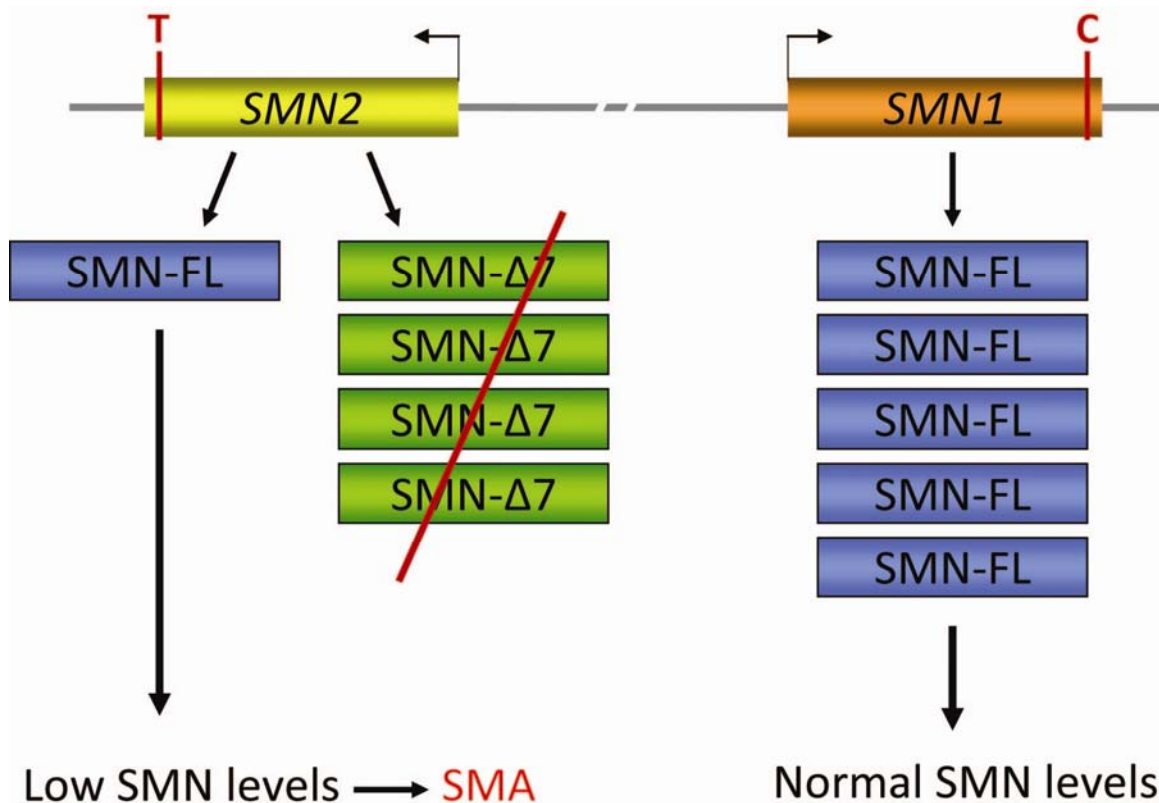 T
C
SMN2
SMN1
SMN-FL
SMN-Δ7
SMN-FL
SMN-Δ7
SMN-FL
SMN-Δ7
SMN-FL
SMN-Δ7
SMN-FL
SMN-FL
Low SMN levels → SMA
Normal SMN levels